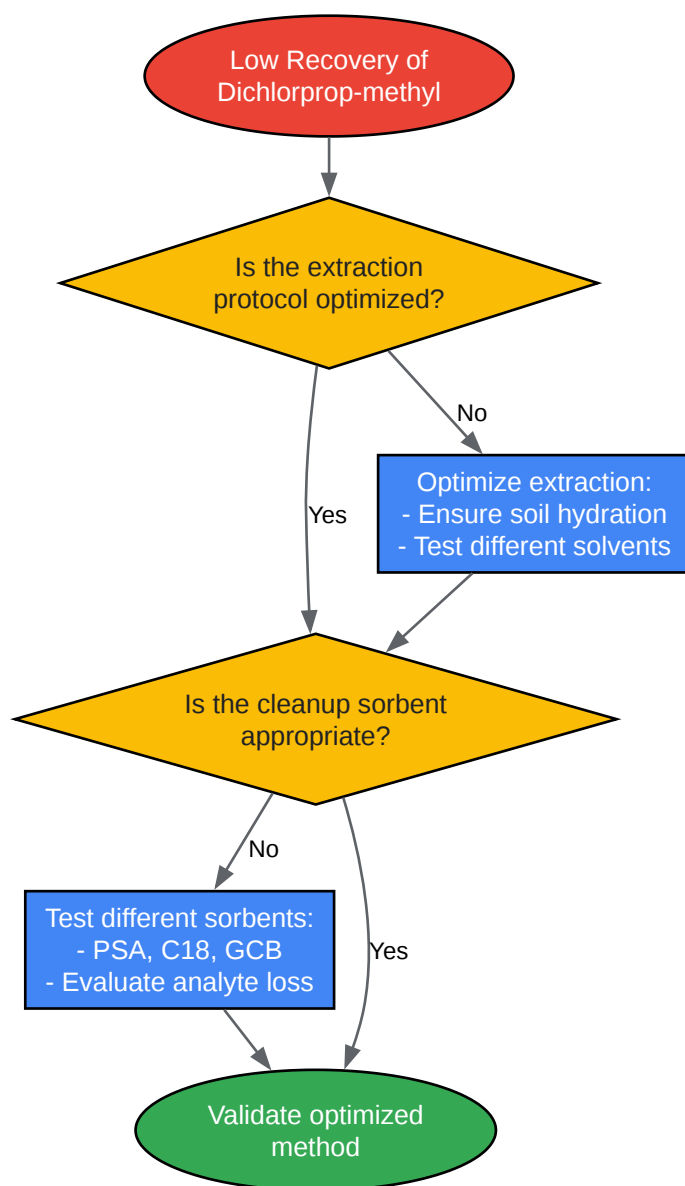 Low Recovery of
Dichlorprop-methyl
Is the extraction
protocol optimized?
No
Optimize extraction:
- Ensure soil hydration
- Test different solvents
Yes
Is the cleanup sorbent
appropriate?
No
Test different sorbents:
- PSA, C18, GCB
- Evaluate analyte loss
Yes
Validate optimized
method